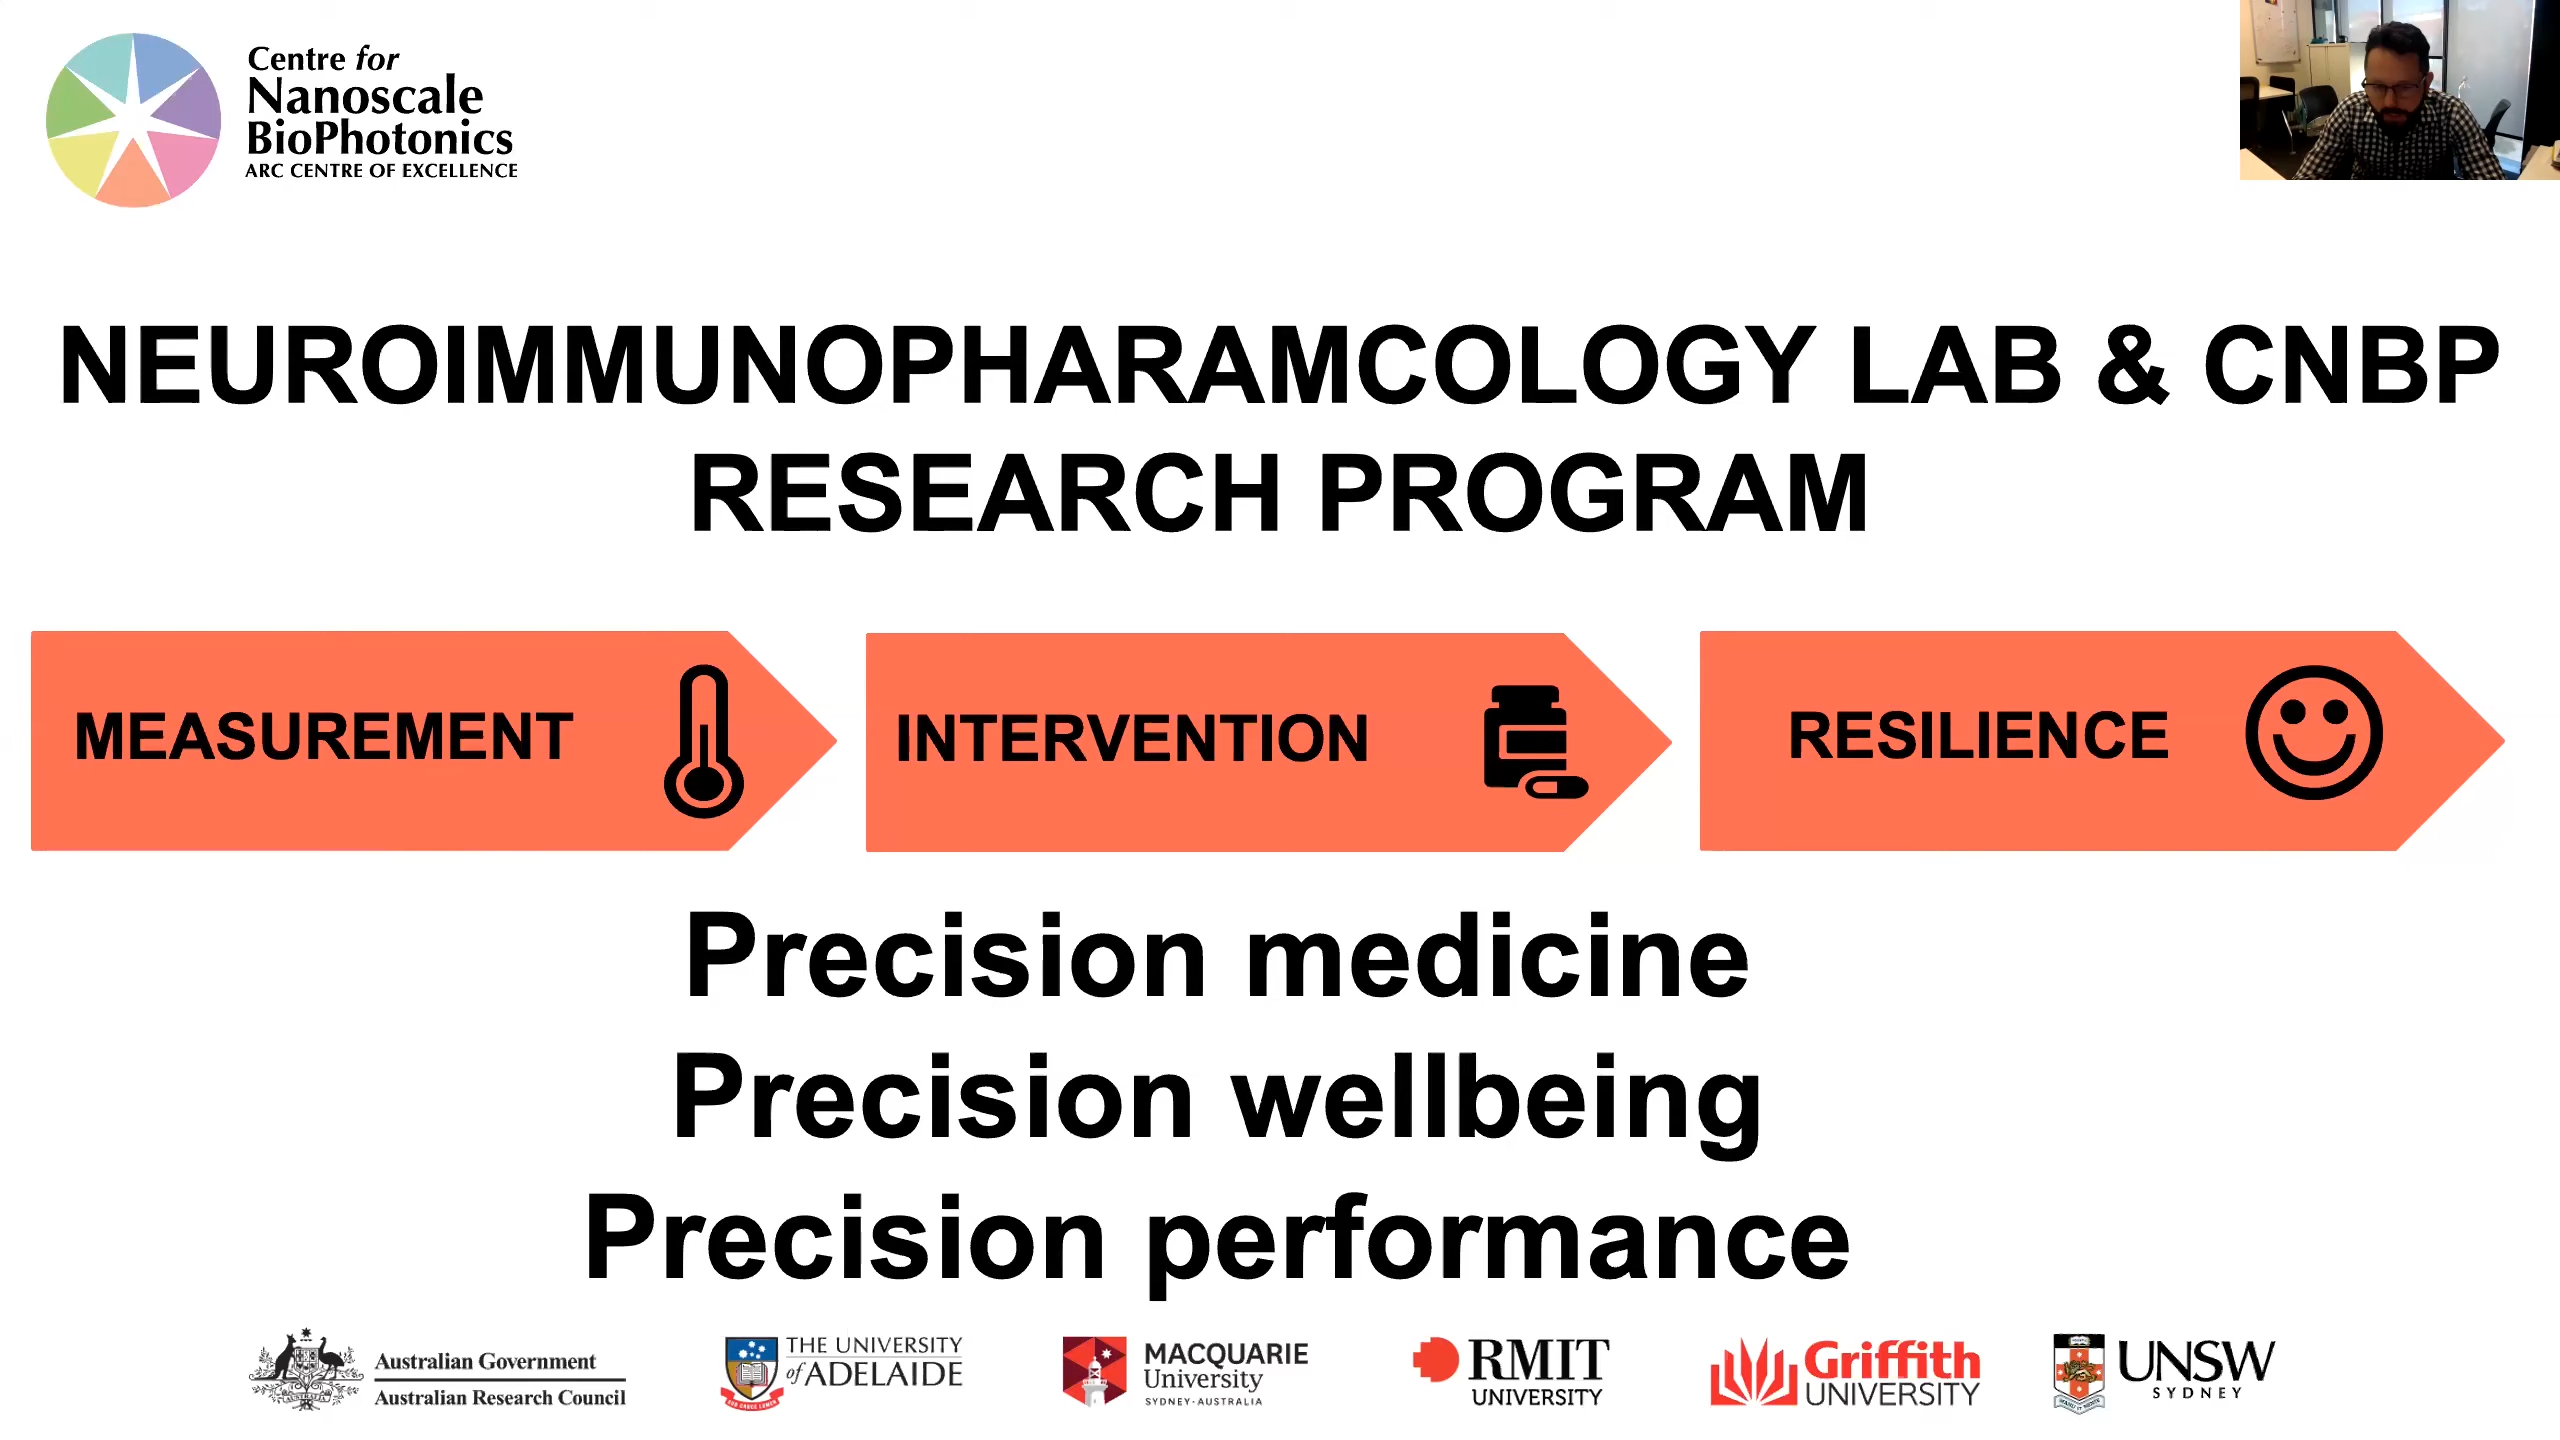 Centre for
Nanoscale
BioPhotonics
ARC CENTRE OF EXCELLENCE
NEUROIMMUNOPHARAMCOLOGY LAB & CNBP
RESEARCH PROGRAM
MEASUREMENT
INTERVENTION
RESILIENCE
Precision medicine
Precision wellbeing
Precision performance
Australian Government
Australian Research Council
THE UNIVERSITY
of ADELAIDE
MACQUARIE
University
SYDNEY·AUSTRALIA
RMIT
UNIVERSITY
Griffith
UNIVERSITY
UNSW
SYDNEY